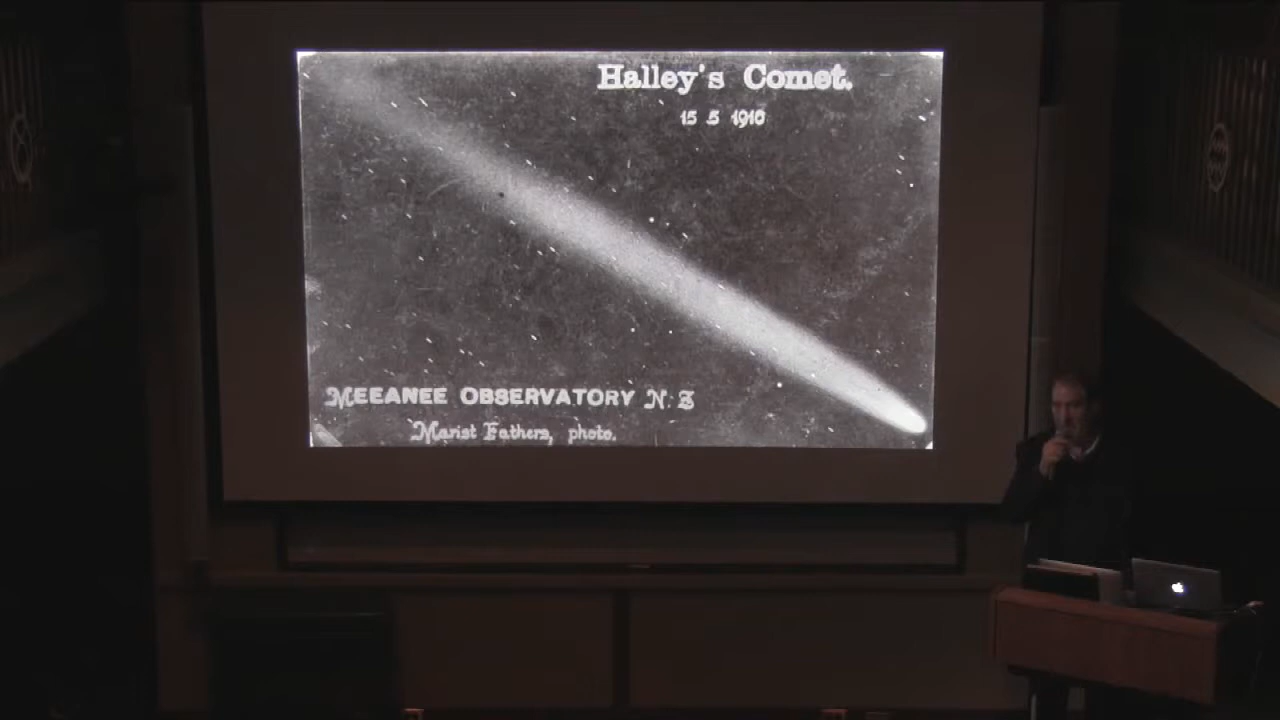 Halley's Comet.
15 5 1910
MEEANEE OBSERVATORY N.Z
Marist Fathers, photo.